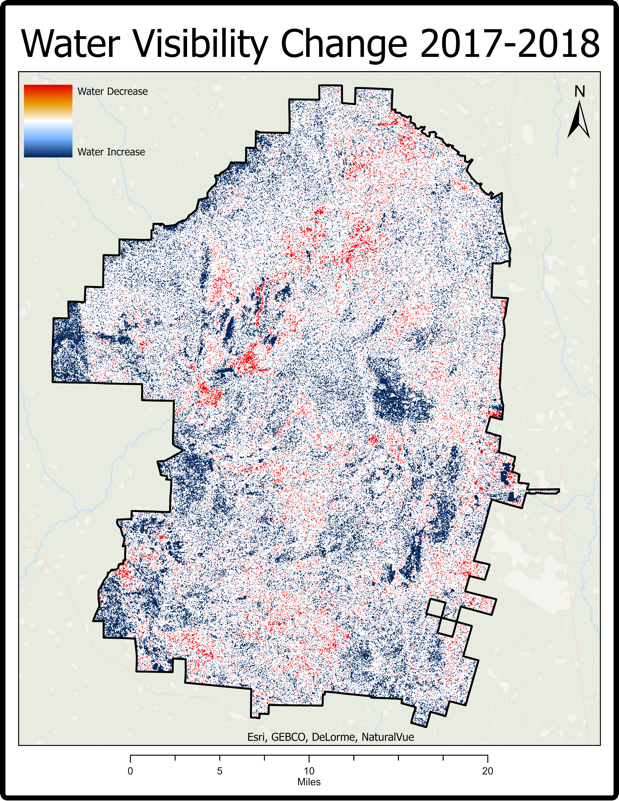 Water Visibility Change 2017-2018
Water Decrease
Water Increase
N
Esri, GEBCO, DeLorme, NaturalVue
0 5 10 20
Miles